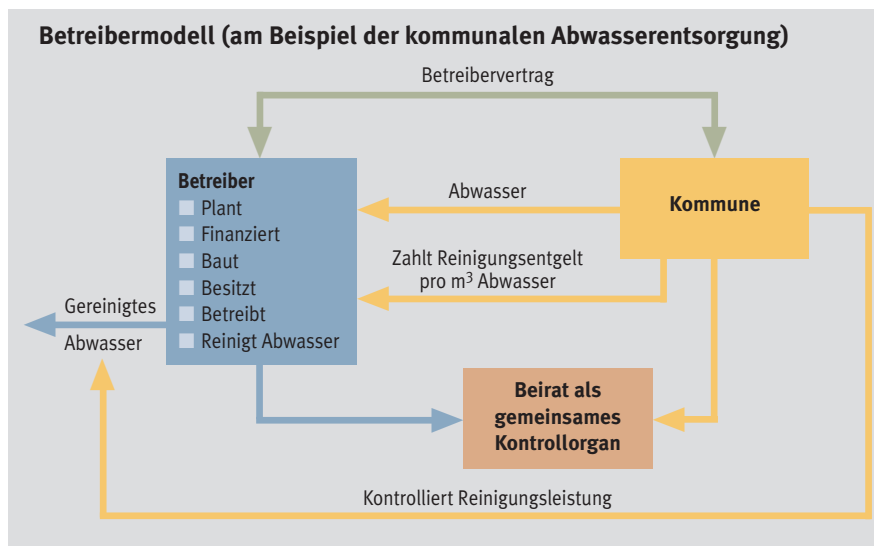 Betreibermodell (am Beispiel der kommunalen Abwasserentsorgung)
Betreibervertrag
Betreiber
Plant
Finanziert
Baut
Besitzt
Betreibt
Reinigt Abwasser
Abwasser
Kommune
Zahlt Reinigungsentgelt
pro m³ Abwasser
Gereinigtes
Abwasser
Beirat als
gemeinsames
Kontrollorgan
Kontrolliert Reinigungsleistung